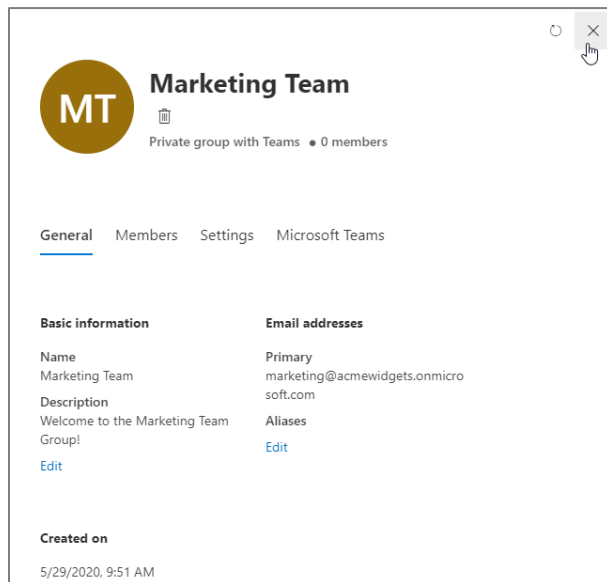 MT
Marketing Team
Private group with Teams ● 0 members
General Members Settings Microsoft Teams
Basic information
Name
Marketing Team
Description
Welcome to the Marketing Team
Group!
Edit
Email addresses
Primary
marketing@acmewidgets.onmicro
soft.com
Aliases
Edit
Created on
5/29/2020, 9:51 AM